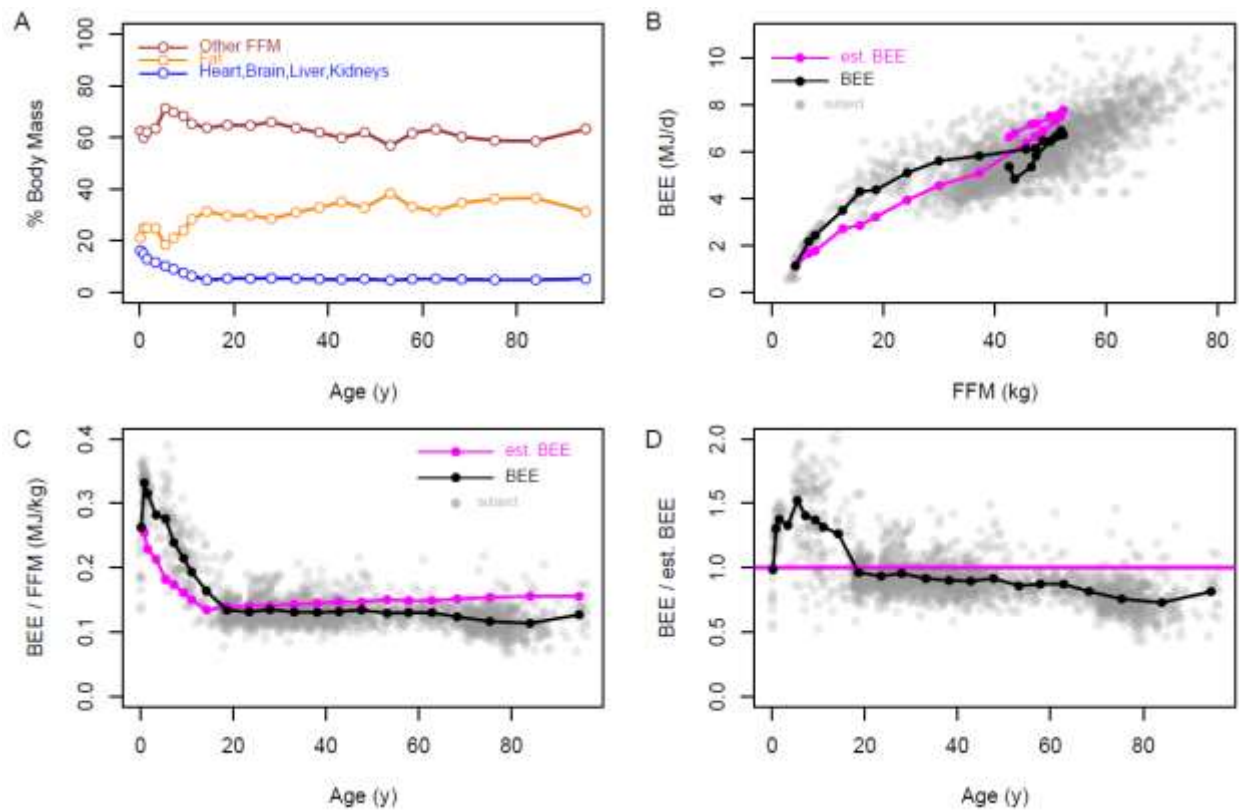 A
% Body Mass
100
80
60
40
20
0
Other FFM
Fat
Heart,Brain,Liver,Kidneys
0 20 40 60 80
Age (y)
B
BEE (MJ/d)
10
8
6
4
2
0
est. BEE
BEE
subject
0 20 40 60 80
FFM (kg)
C
BEE / FFM (MJ/kg)
0.4
0.3
0.2
0.1
0.0
est. BEE
BEE
subject
0 20 40 60 80
Age (y)
D
BEE / est. BEE
2.0
1.5
1.0
0.5
0.0
0 20 40 60 80
Age (y)